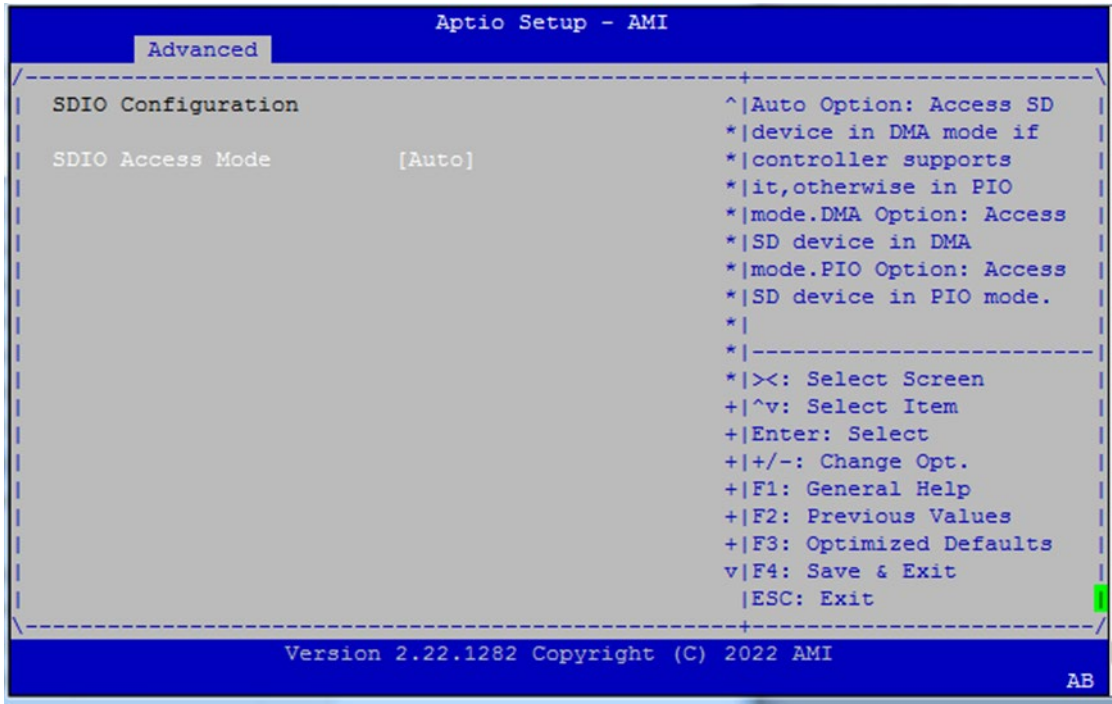 Aptio Setup - AMI
Advanced
/----------------------------------------------------+-------------------------\
| SDIO Configuration ^|Auto Option: Access SD |
| *|device in DMA mode if |
| SDIO Access Mode [Auto] *|controller supports |
| *|it,otherwise in PIO |
| *|mode.DMA Option: Access |
| *|SD device in DMA |
| *|mode.PIO Option: Access |
| *|SD device in PIO mode. |
| *| |
| *|-------------------------|
| *|><: Select Screen |
| +|^v: Select Item |
| +|Enter: Select |
| +|+/-: Change Opt. |
| +|F1: General Help |
| +|F2: Previous Values |
| +|F3: Optimized Defaults |
| v|F4: Save & Exit |
| |ESC: Exit |
\----------------------------------------------------+-------------------------/
Version 2.22.1282 Copyright (C) 2022 AMI
AB